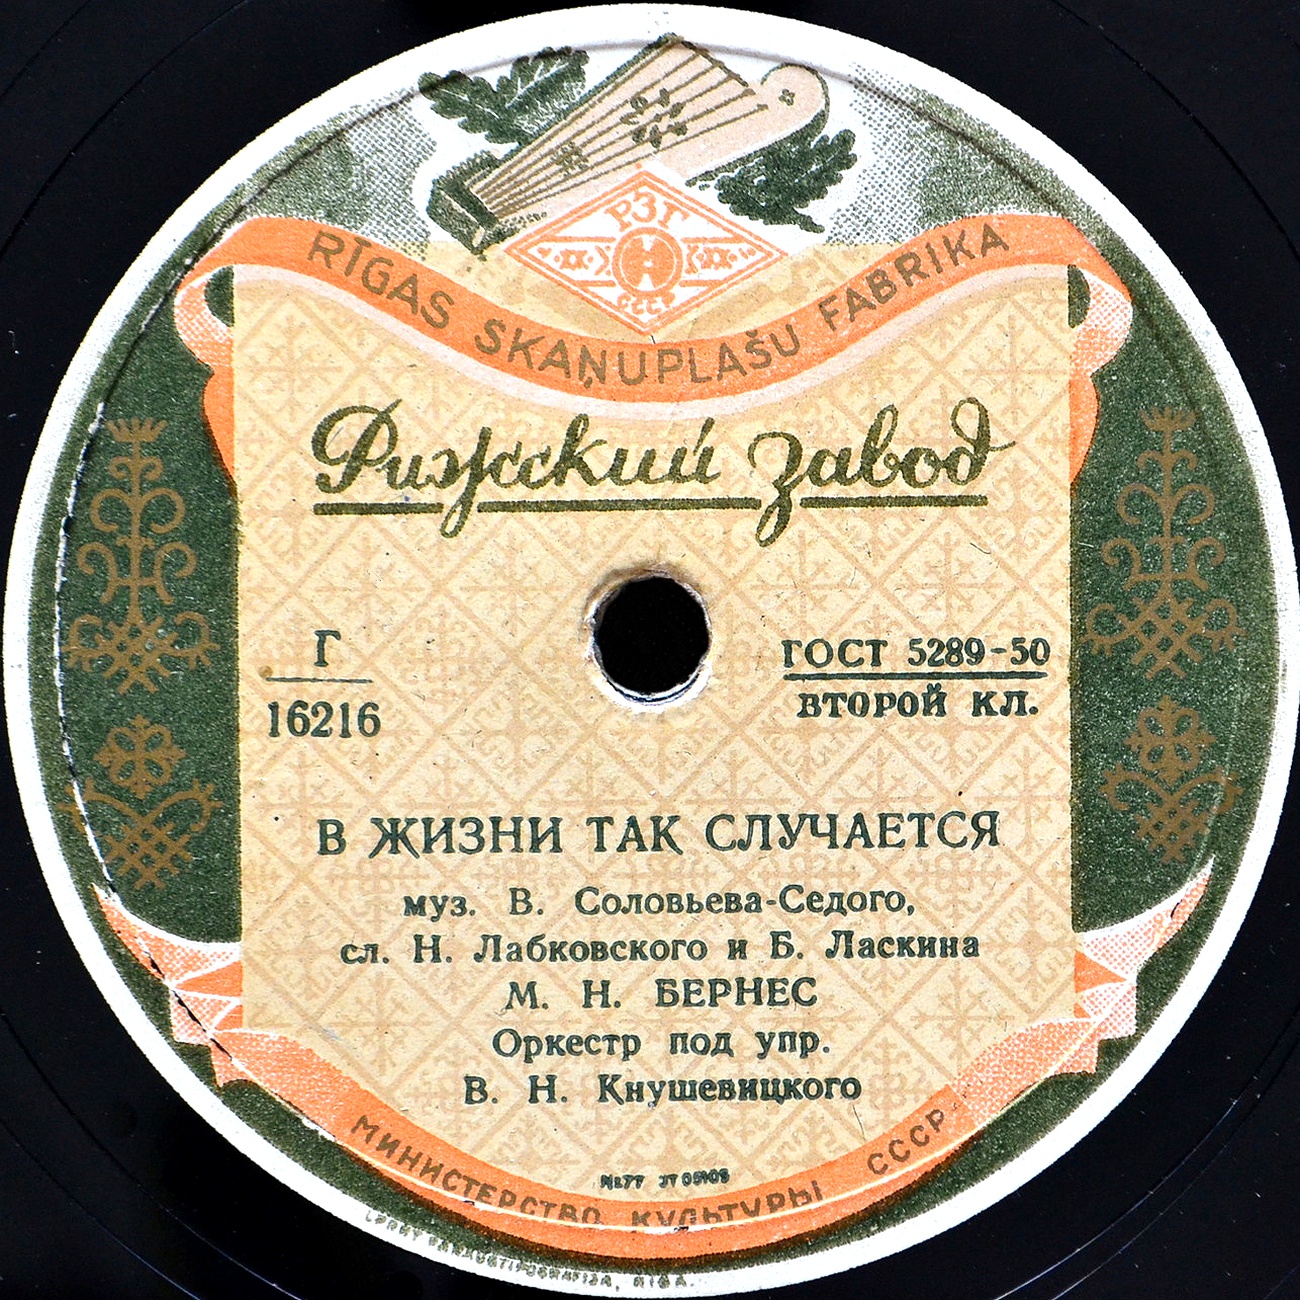 РЗГ
СССР
RĪGAS SKAŅUPLAŠU FABRIKA
Рижский завод
Г
16216
ГОСТ 5289-50
ВТОРОЙ КЛ.
В ЖИЗНИ ТАК СЛУЧАЕТСЯ
муз. В. Соловьева-Седого,
сл. Н. Лабковского и Б. Ласкина
М. Н. БЕРНЕС
Оркестр под упр.
В. Н. Кнушевицкого
МИНИСТЕРСТВО КУЛЬТУРЫ СССР
RIGA.